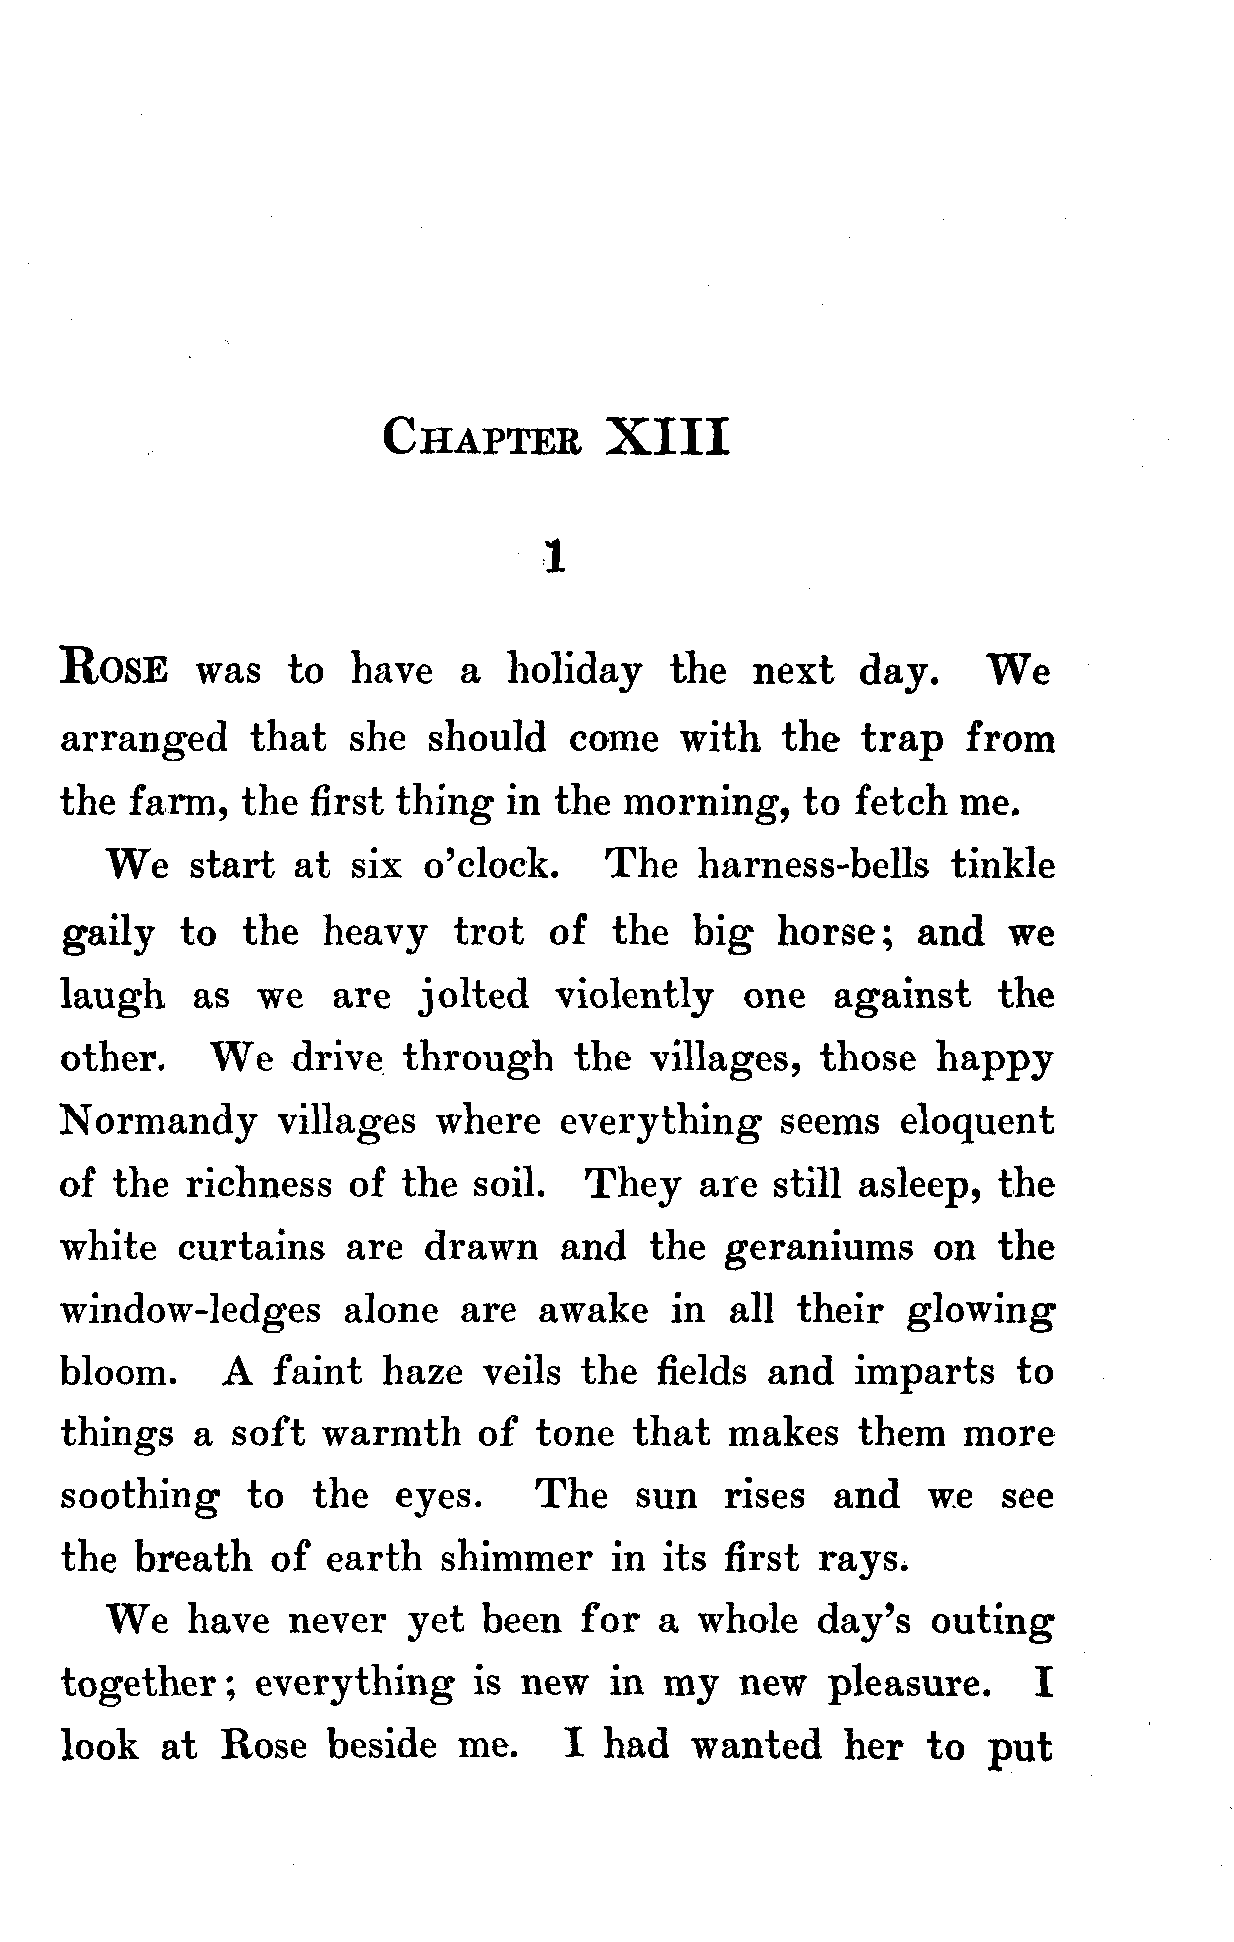 CHAPTER XIII
1
ROSE was to have a holiday the next day. We
arranged that she should come with the trap from
the farm, the first thing in the morning, to fetch me.
We start at six o'clock. The harness-bells tinkle
gaily to the heavy trot of the big horse; and we
laugh as we are jolted violently one against the
other. We drive through the villages, those happy
Normandy villages where everything seems eloquent
of the richness of the soil. They are still asleep, the
white curtains are drawn and the geraniums on the
window-ledges alone are awake in all their glowing
bloom. A faint haze veils the fields and imparts to
things a soft warmth of tone that makes them more
soothing to the eyes. The sun rises and we see
the breath of earth shimmer in its first rays.
We have never yet been for a whole day's outing
together; everything is new in my new pleasure. I
look at Rose beside me. I had wanted her to put